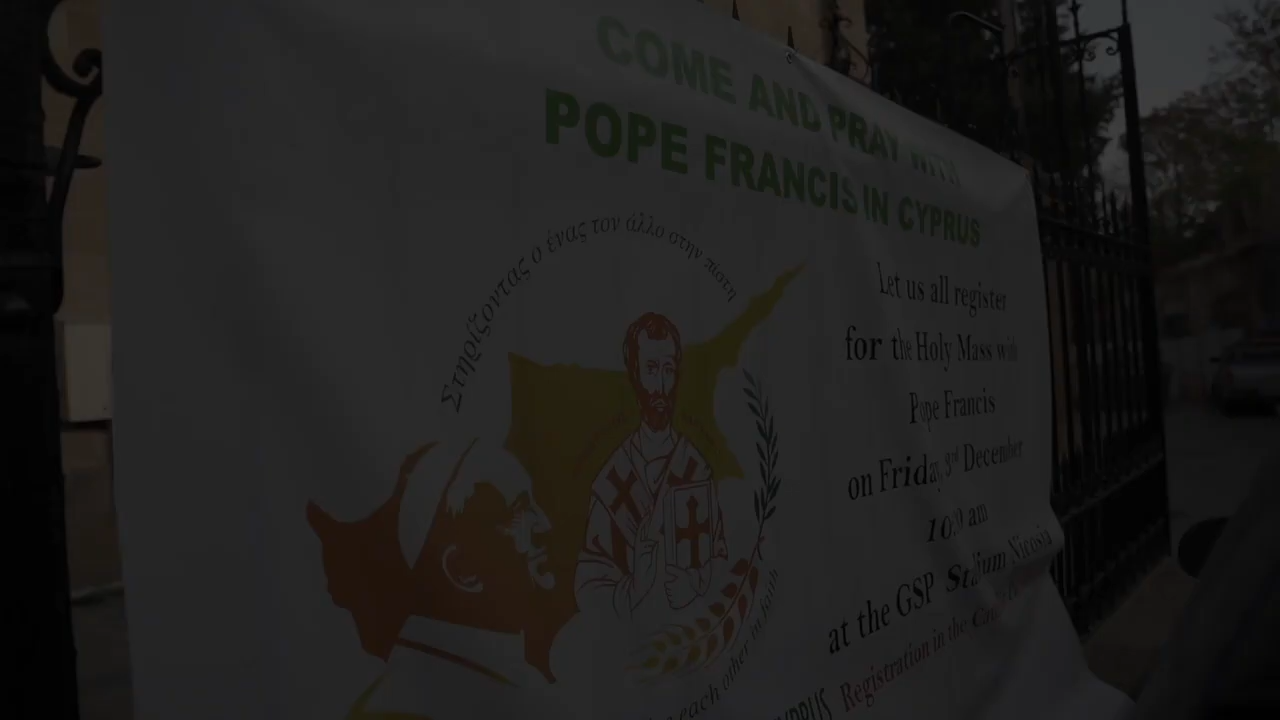 COME AND PRAY WITH
POPE FRANCIS IN CYPRUS
Στηρίζοντας ο ένας τον άλλο στην πίστη
Let us all register
for the Holy Mass with
Pope Francis
on Friday, 3rd December
10:00 am
at the GSP Stadium Nicosia
Registration in the
each other in faith
CYPRUS